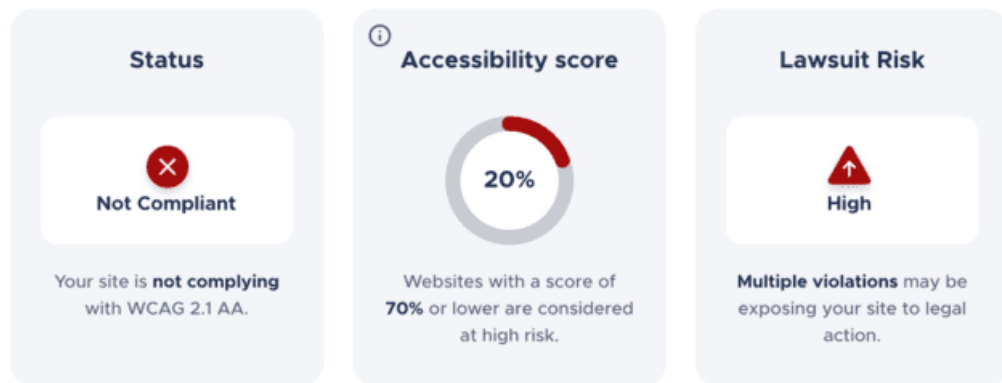 Status
Not Compliant
Your site is not complying
with WCAG 2.1 AA.
Accessibility score
20%
Websites with a score of
70% or lower are considered
at high risk.
Lawsuit Risk
High
Multiple violations may be
exposing your site to legal
action.